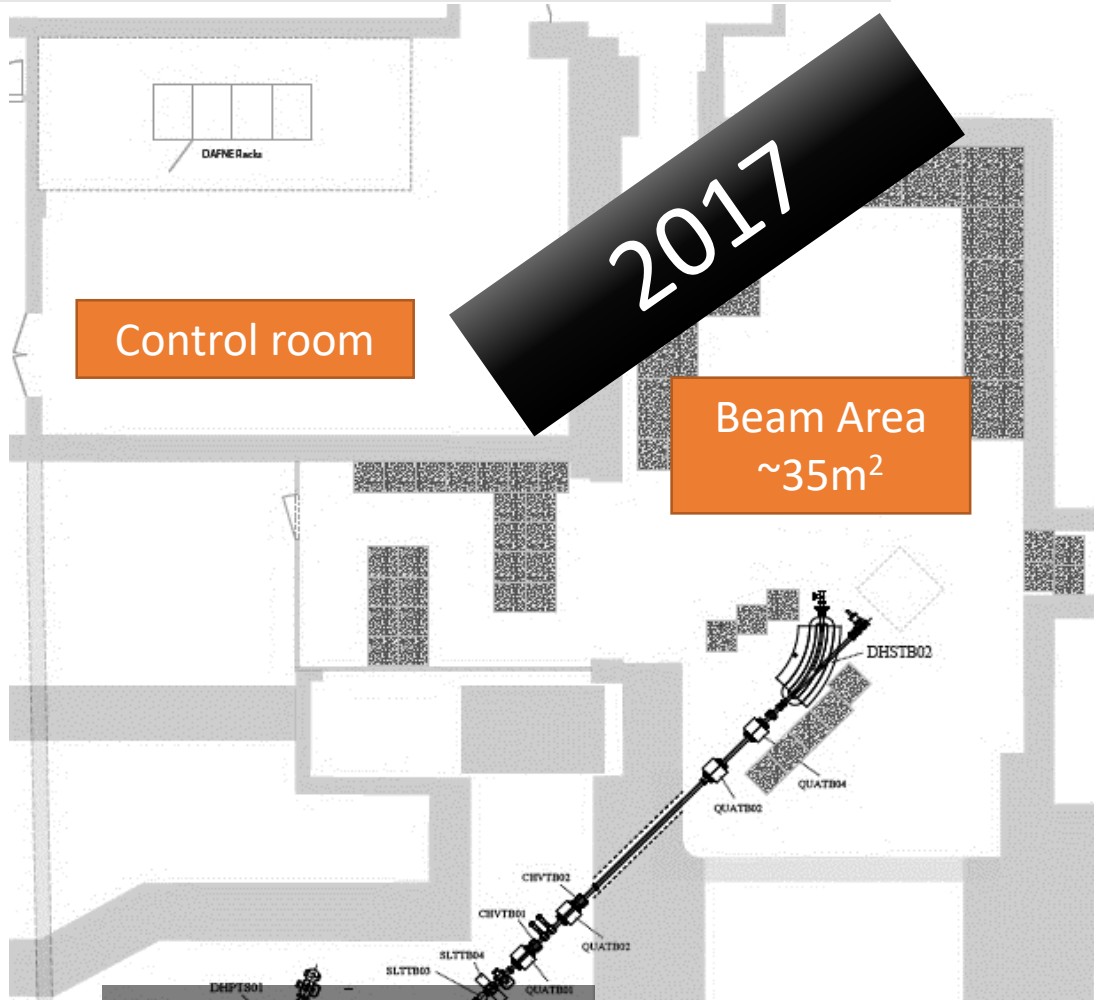 DAFNE Racks
2017
Control room
Beam Area
~35m²
DHSTB02
QUATB04
QUATB02
CHVTB02
CHVTB01
QUATB02
SLTTB04
SLTTB03
DHPTS01
QUATB01